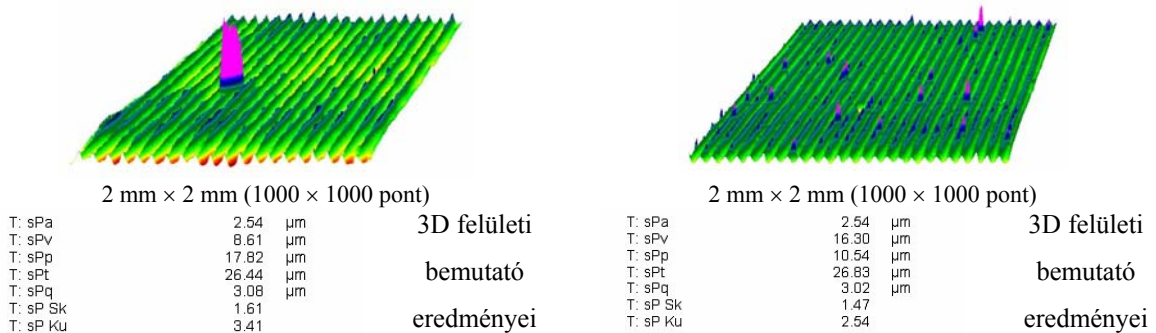 2 mm × 2 mm (1000 × 1000 pont)
T: sPa 2.54 µm
T: sPv 8.61 µm
T: sPp 17.82 µm
T: sPt 26.44 µm
T: sPq 3.08 µm
T: sP Sk 1.61
T: sP Ku 3.41
3D felületi
bemutató
eredményei
2 mm × 2 mm (1000 × 1000 pont)
T: sPa 2.54 µm
T: sPv 16.30 µm
T: sPp 10.54 µm
T: sPt 26.83 µm
T: sPq 3.02 µm
T: sP Sk 1.47
T: sP Ku 2.54
3D felületi
bemutató
eredményei